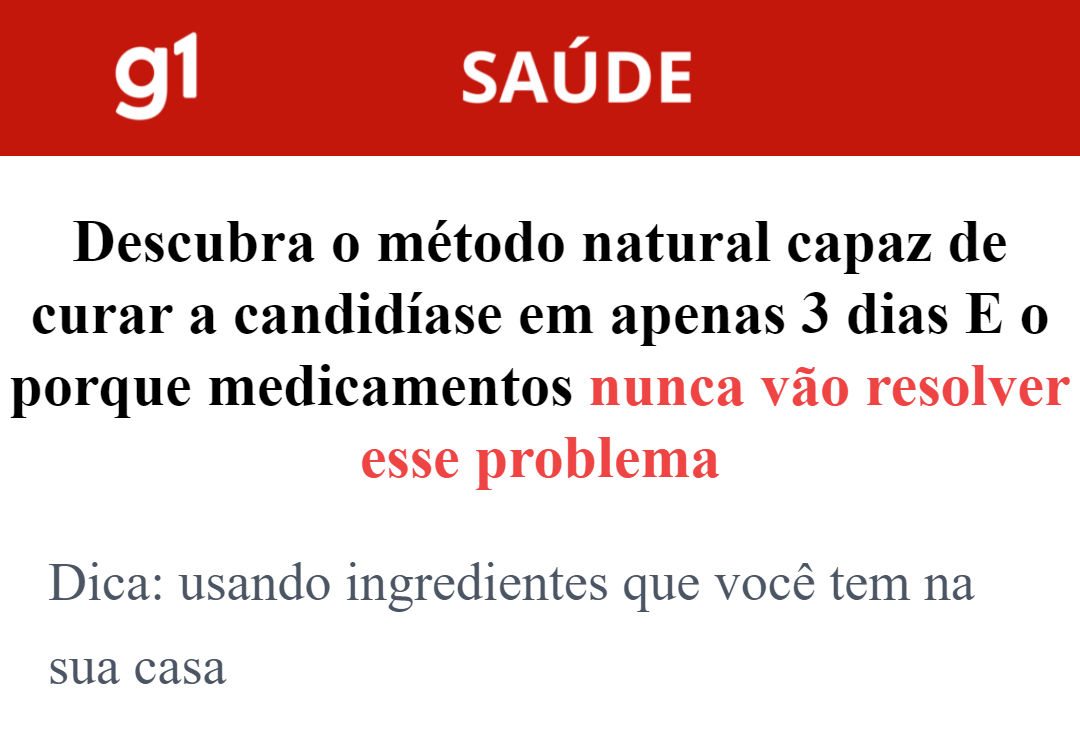 g1 SAÚDE
Descubra o método natural capaz de
curar a candidíase em apenas 3 dias E o
porque medicamentos nunca vão resolver
esse problema
Dica: usando ingredientes que você tem na
sua casa